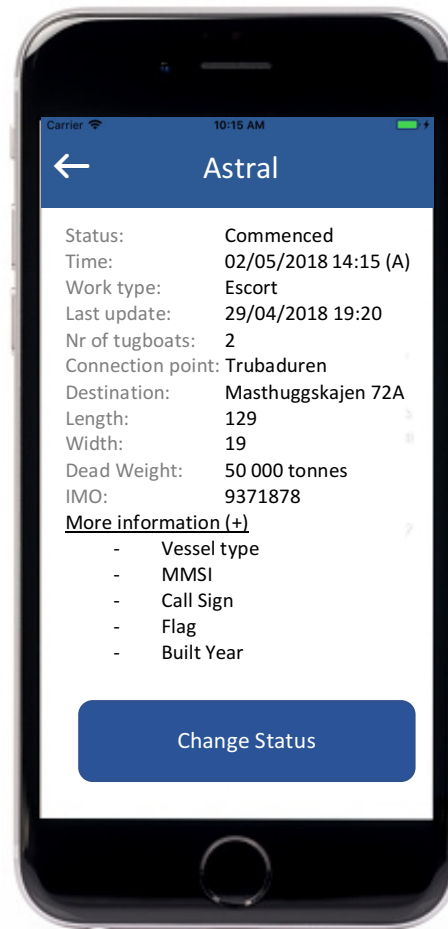 Carrier 10:15 AM
Astral
Status: Commenced
Time: 02/05/2018 14:15 (A)
Work type: Escort
Last update: 29/04/2018 19:20
Nr of tugboats: 2
Connection point: Trubaduren
Destination: Masthuggskajen 72A
Length: 129
Width: 19
Dead Weight: 50 000 tonnes
IMO: 9371878
More information (+)
- Vessel type
- MMSI
- Call Sign
- Flag
- Built Year
Change Status